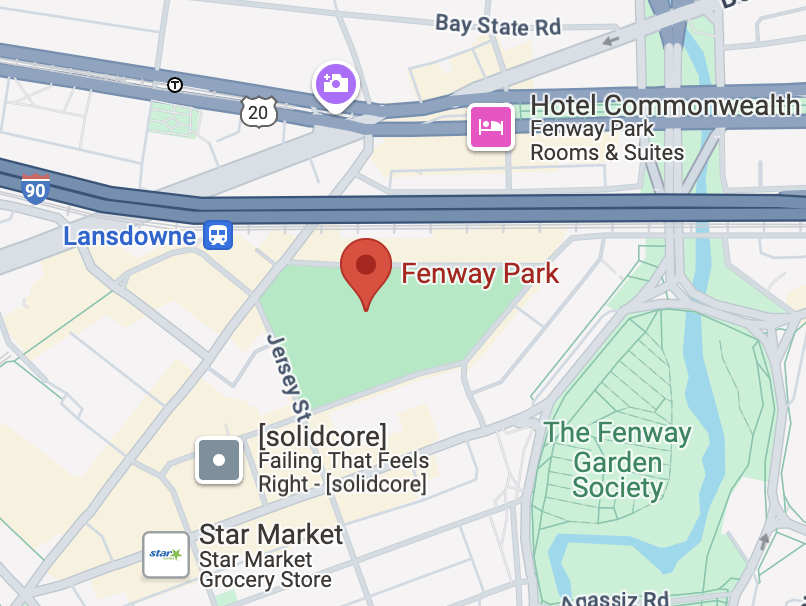 Bay State Rd
T
20
Hotel Commonwealth
Fenway Park
Rooms & Suites
90
Lansdowne
Fenway Park
Jersey St
[solidcore]
Failing That Feels
Right - [solidcore]
The Fenway
Garden
Society
star
Star Market
Star Market
Grocery Store
Agassiz Rd